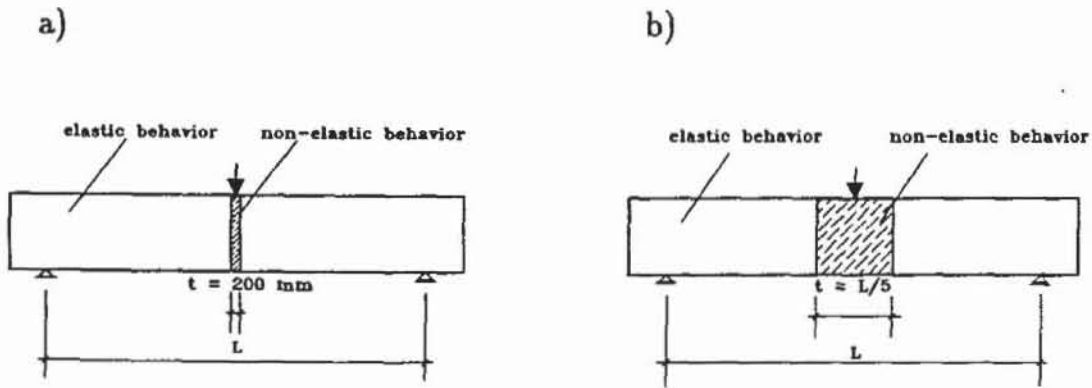 a)
elastic behavior
non-elastic behavior
t = 200 mm
L
b)
elastic behavior
non-elastic behavior
t ≈ L/5
L